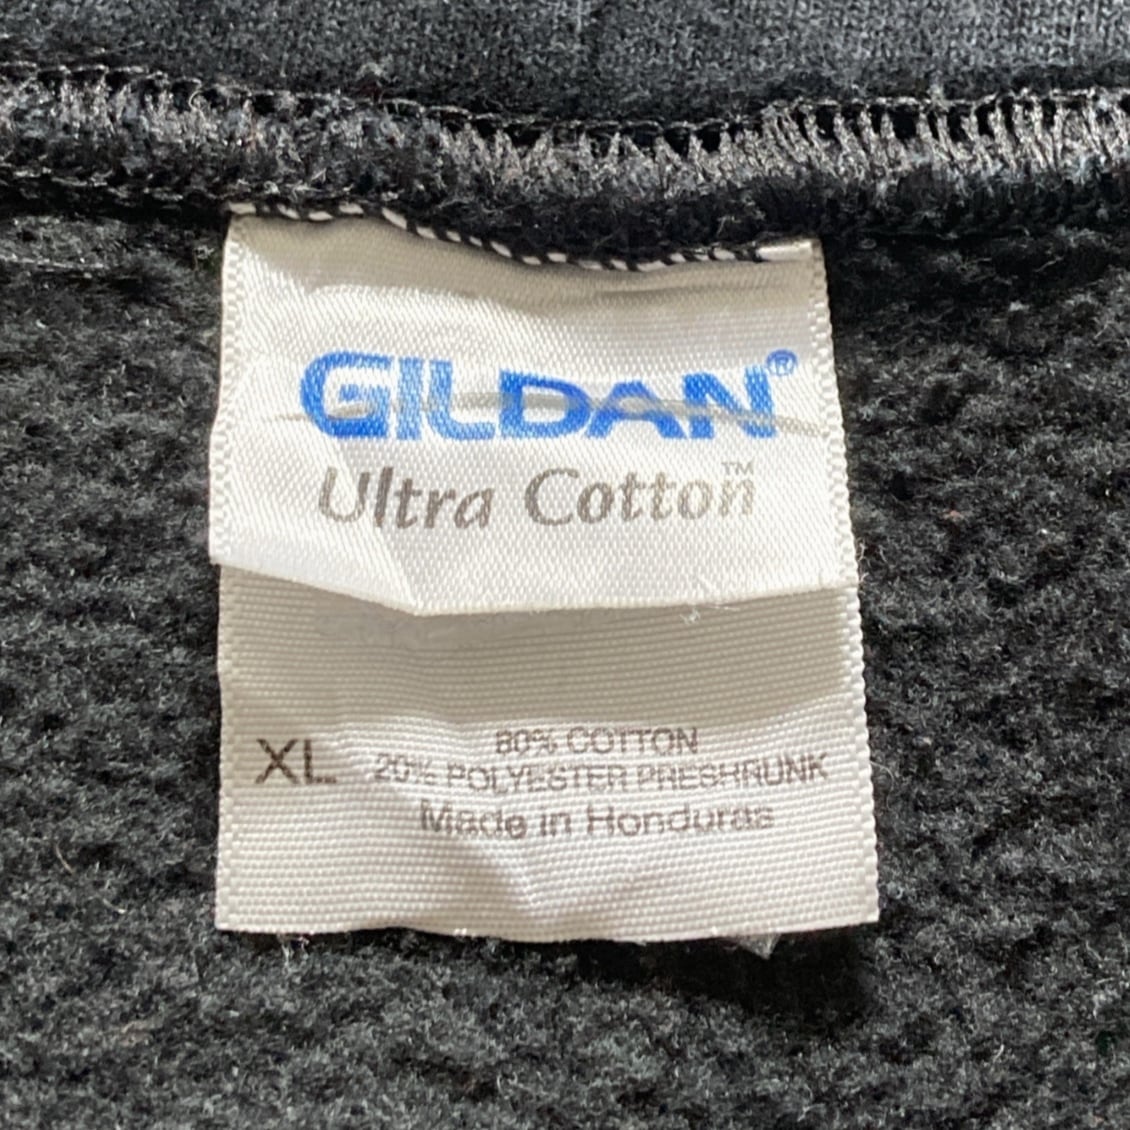 GILDAN®
Ultra Cotton™
XL
80% COTTON
20% POLYESTER PRESHRUNK
Made in Honduras